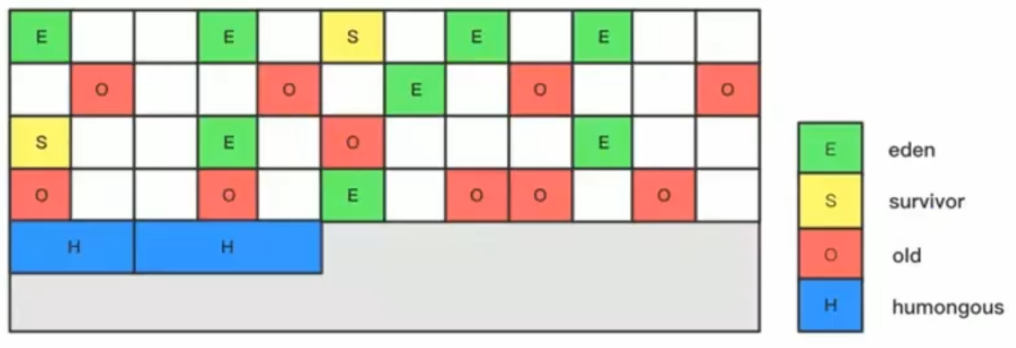 E E S E E
O O E O O
S E O E
O O E O O O
H H
E eden
S survivor
O old
H humongous